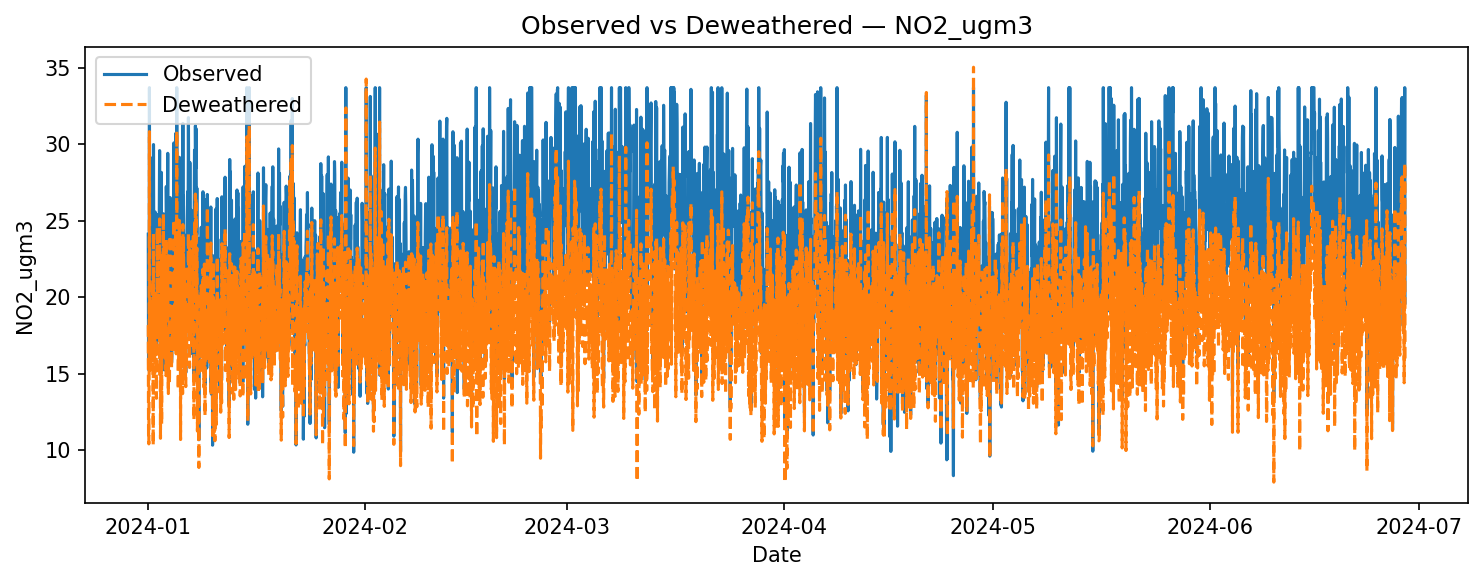 Observed vs Deweathered — NO2_ugm3
Observed
Deweathered
35
30
25
20
15
10
NO2_ugm3
2024-01
2024-02
2024-03
2024-04
2024-05
2024-06
2024-07
Date